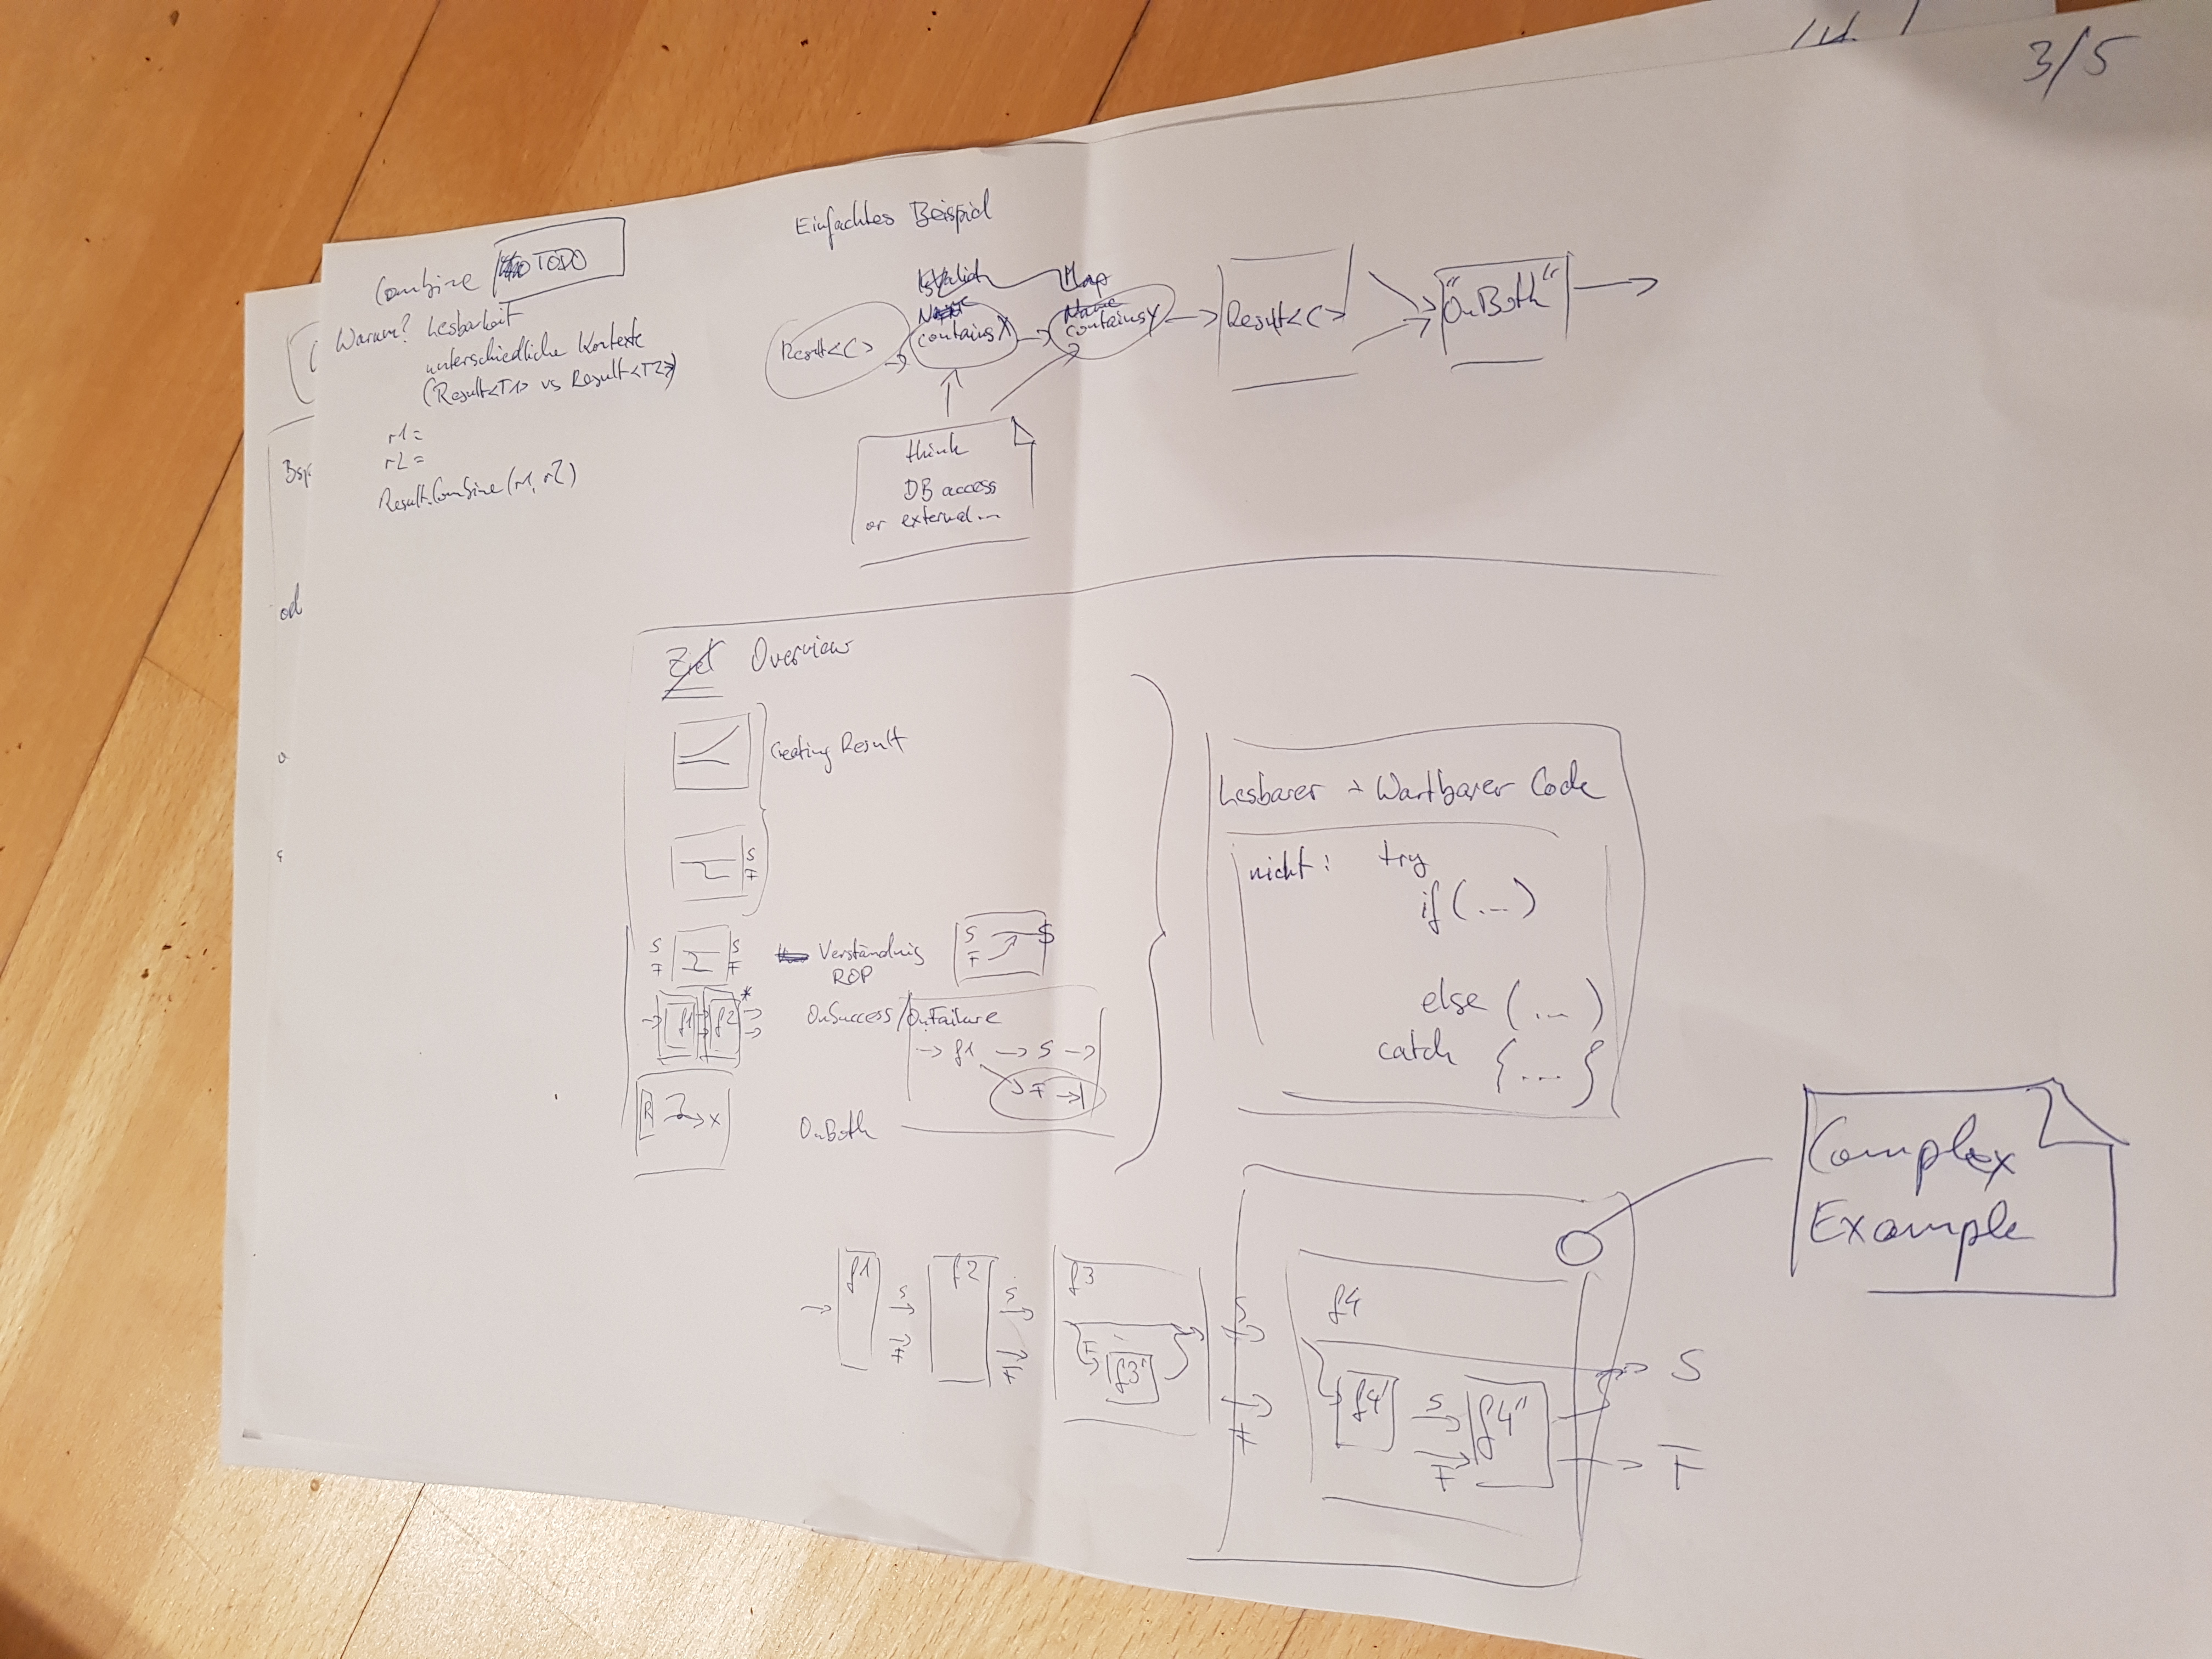 3/5
Combine TODO
Warum? Lesbarkeit
unterschiedliche Kontexte
(Result<T1> vs Result<T2>)
r1 =
r2 =
Result.Combine(r1, r2)
Einfaches Beispiel
IsValid
Map
Name
Result<C>
contains X
contains Y
Result<C>
"OnBoth"
think
DB access
or external...
Bsp
od
Ziel Overview
Creating Result
S
F
S
F
S
F
Verständnis
ROP
S
F
S
f1
f2
*
OnSuccess/OnFailure
f1
S
F
R
x
OnBoth
Lesbarer + Wartbarer Code
nicht: try
if (...)
else (...)
catch {...}
Complex
Example
f1
S
F
f2
S
F
f3
f3'
S
F
f4
f4'
S
F
f4"
S
F